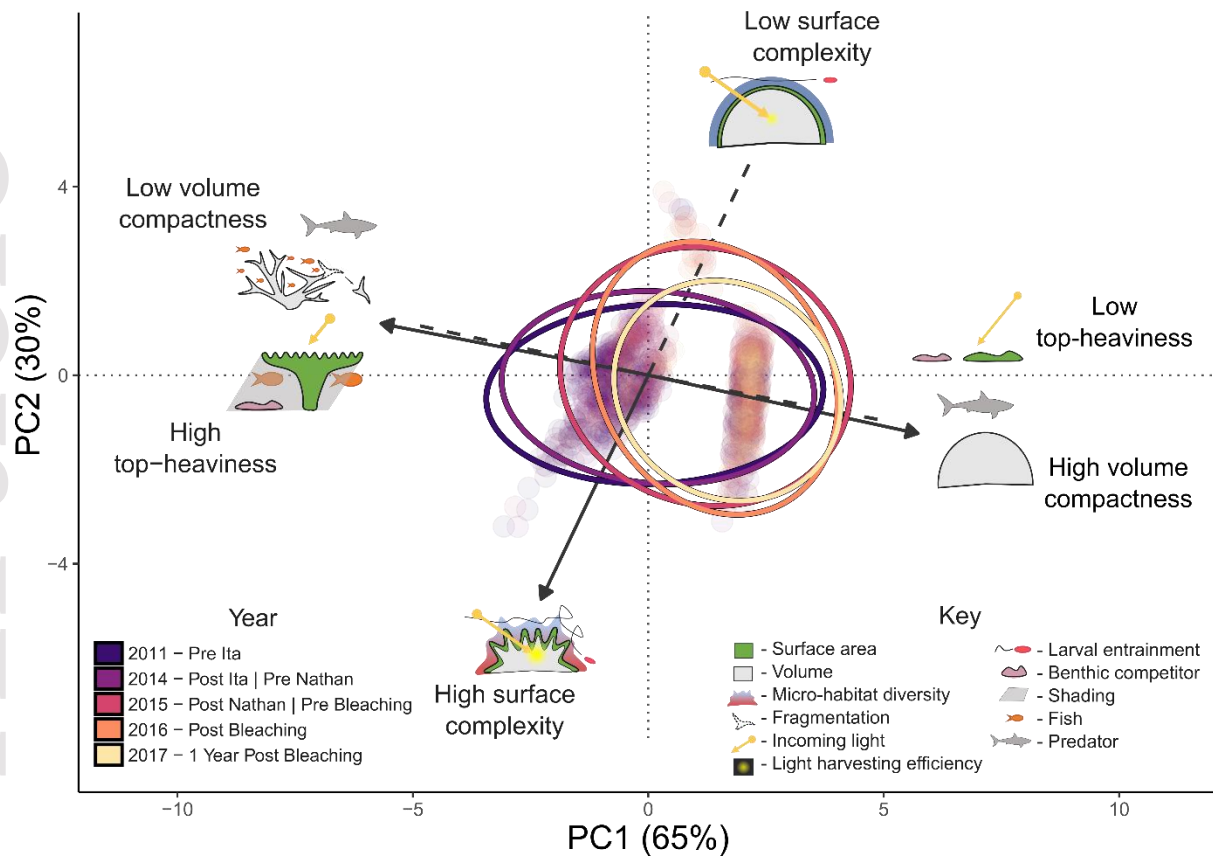 Low surface
complexity
Low volume
compactness
4
Low
top-heaviness
0
High
top-heaviness
High volume
compactness
PC2 (30%)
−4
High surface
complexity
Year
2011 − Pre Ita
2014 − Post Ita | Pre Nathan
2015 − Post Nathan | Pre Bleaching
2016 − Post Bleaching
2017 − 1 Year Post Bleaching
Key
- Surface area
- Volume
- Micro-habitat diversity
- Fragmentation
- Incoming light
- Light harvesting efficiency
- Larval entrainment
- Benthic competitor
- Shading
- Fish
- Predator
−10
−5
0
5
10
PC1 (65%)